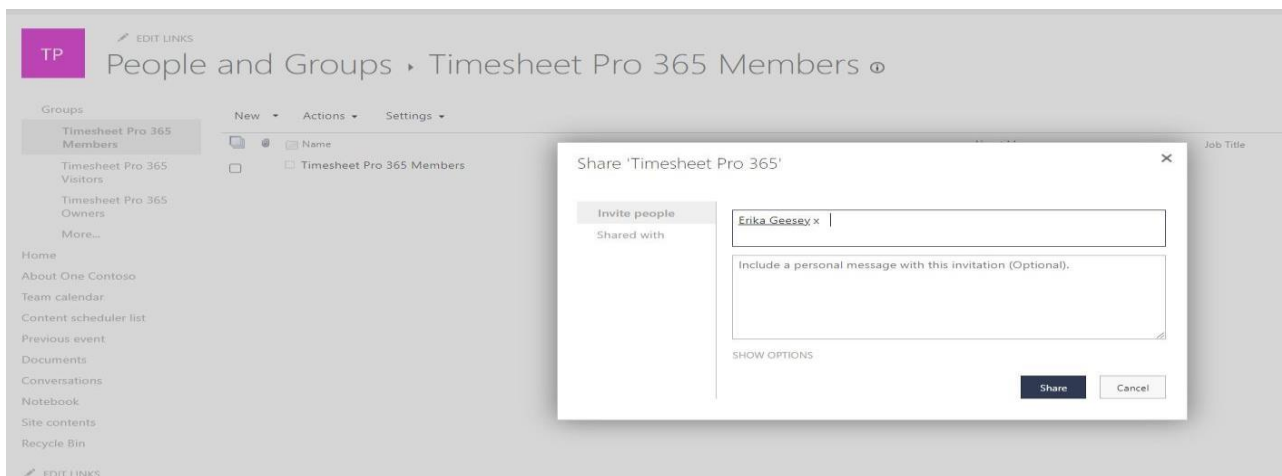 EDIT LINKS
TP
People and Groups ▸ Timesheet Pro 365 Members
Groups
Timesheet Pro 365
Members
Timesheet Pro 365
Visitors
Timesheet Pro 365
Owners
More...
Home
About One Contoso
Team calendar
Content scheduler list
Previous event
Documents
Conversations
Notebook
Site contents
Recycle Bin
EDIT LINKS
New Actions Settings
Name Job Title
Timesheet Pro 365 Members
Share 'Timesheet Pro 365'
Invite people
Shared with
Erika Geesey x
Include a personal message with this invitation (Optional).
SHOW OPTIONS
Share Cancel